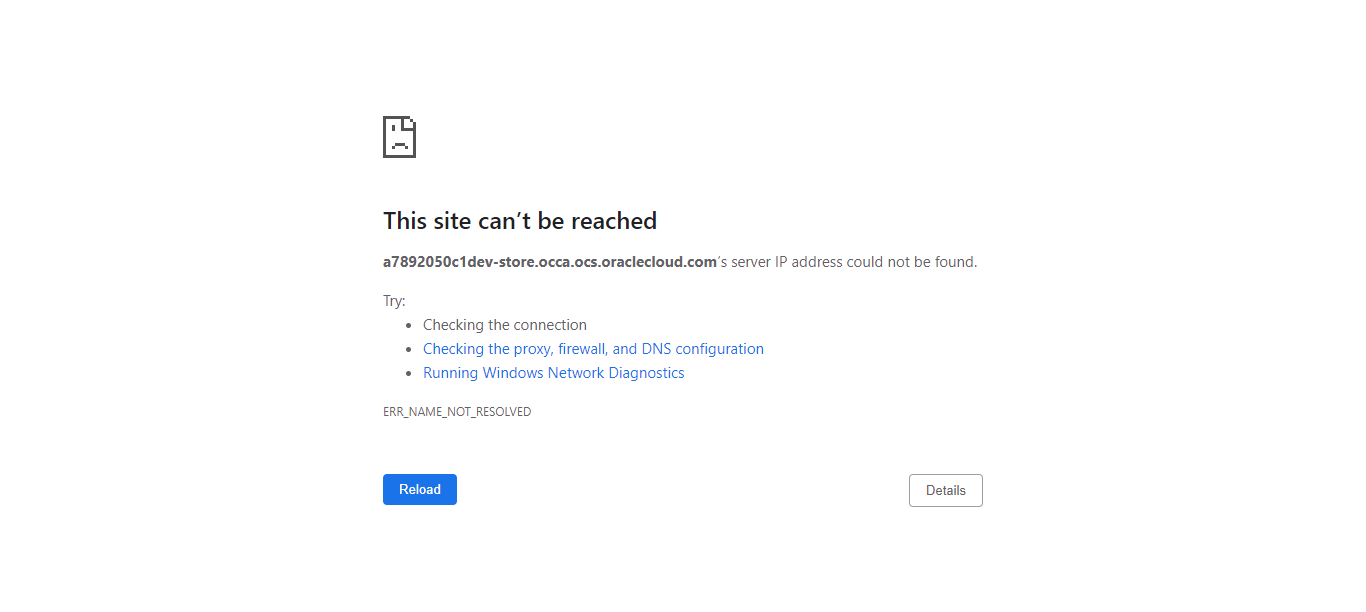 This site can’t be reached
a7892050c1dev-store.occa.ocs.oraclecloud.com’s server IP address could not be found.
Try:
• Checking the connection
• Checking the proxy, firewall, and DNS configuration
• Running Windows Network Diagnostics
ERR_NAME_NOT_RESOLVED
Reload
Details